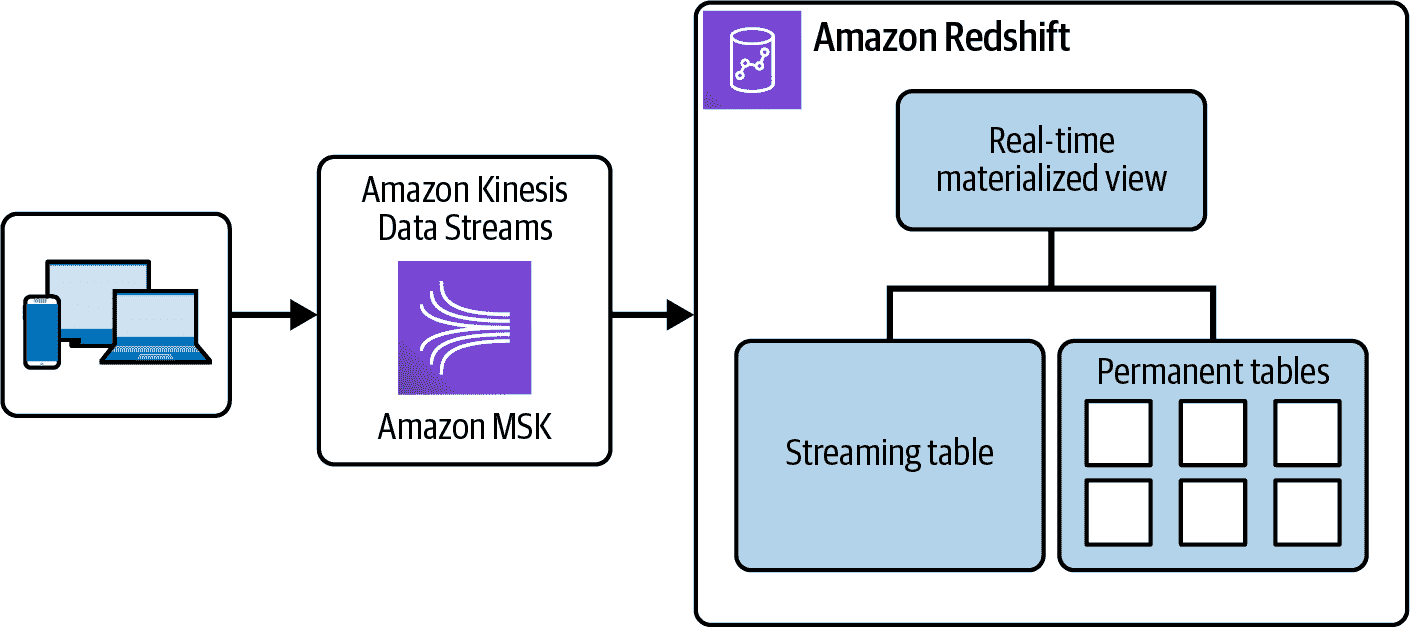 Amazon Redshift
Real-time
materialized view
Amazon Kinesis
Data Streams
Amazon MSK
Streaming table
Permanent tables